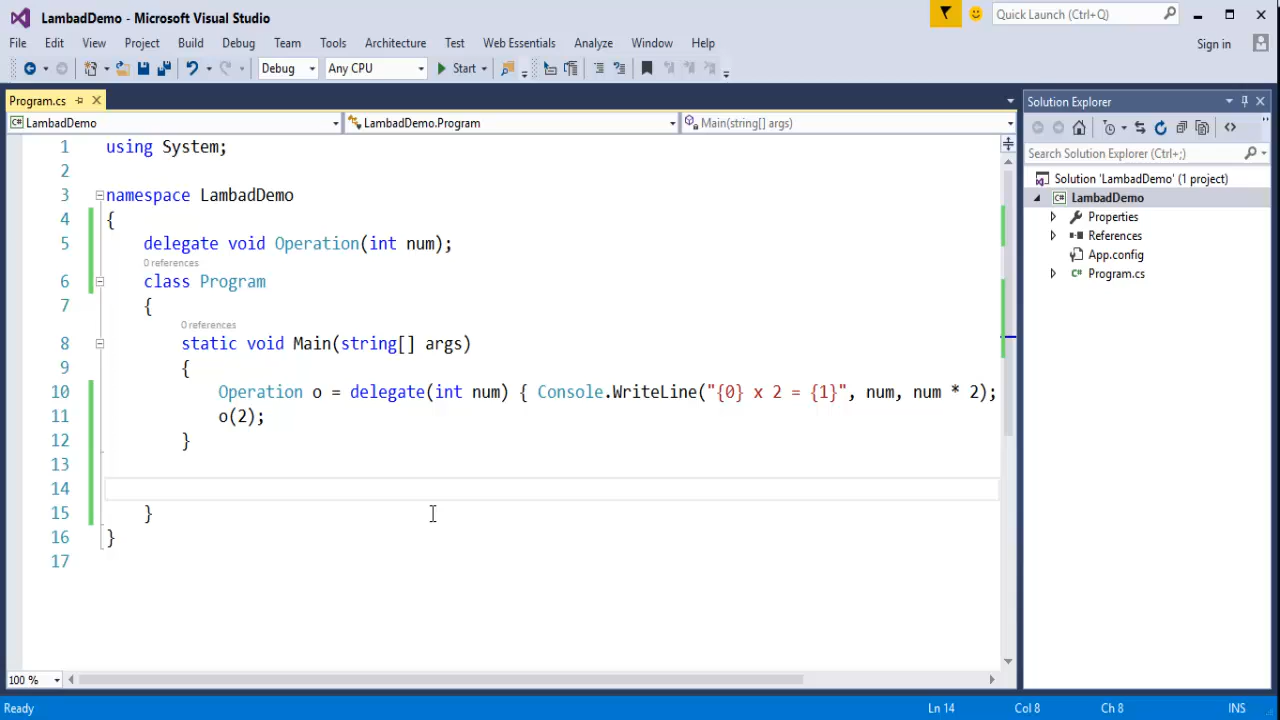 LambadDemo - Microsoft Visual Studio
Quick Launch (Ctrl+Q)
File Edit View Project Build Debug Team Tools Architecture Test Web Essentials Analyze Window Help
Sign in
Debug Any CPU Start
Program.cs
LambadDemo LambadDemo.Program Main(string[] args)
1 using System;
2
3 namespace LambadDemo
4 {
5 delegate void Operation(int num);
0 references
6 class Program
7 {
0 references
8 static void Main(string[] args)
9 {
10 Operation o = delegate(int num) { Console.WriteLine("{0} x 2 = {1}", num, num * 2);
11 o(2);
12 }
13
14
15 }
16 }
17
100 %
Solution Explorer
Search Solution Explorer (Ctrl+;)
Solution 'LambadDemo' (1 project)
C# LambadDemo
Properties
References
App.config
C# Program.cs
Ready Ln 14 Col 8 Ch 8 INS